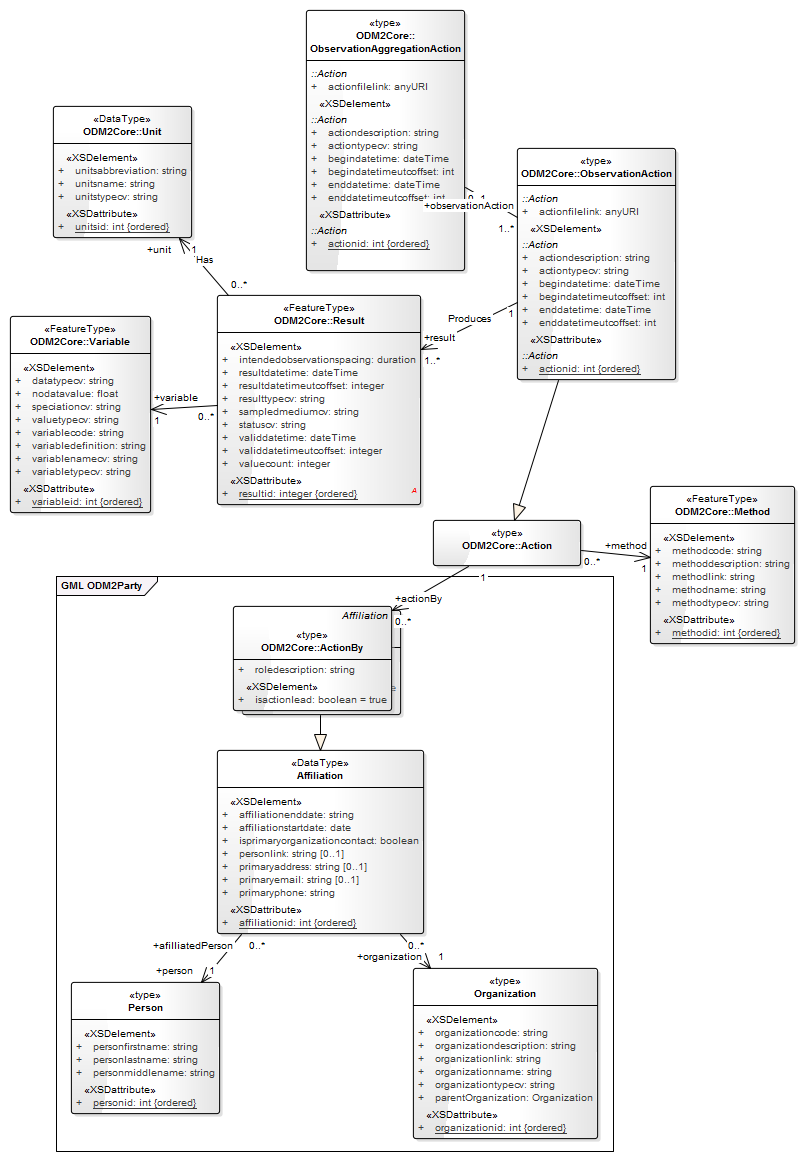 «type»
ODM2Core::
ObservationAggregationAction
::Action
+ actionfilelink: anyURI
«XSDelement»
::Action
+ actiondescription: string
+ actiontypecv: string
+ begindatetime: dateTime
+ begindatetimeutcoffset: int
+ enddatetime: dateTime
+ enddatetimeutcoffset: int
«XSDattribute»
::Action
+ actionid: int {ordered}
«DataType»
ODM2Core::Unit
«XSDelement»
+ unitsabbreviation: string
+ unitsname: string
+ unitstypecv: string
«XSDattribute»
+ unitsid: int {ordered}
«type»
ODM2Core::ObservationAction
::Action
+ actionfilelink: anyURI
«XSDelement»
::Action
+ actiondescription: string
+ actiontypecv: string
+ begindatetime: dateTime
+ begindatetimeutcoffset: int
+ enddatetime: dateTime
+ enddatetimeutcoffset: int
«XSDattribute»
::Action
+ actionid: int {ordered}
0..1
+observationAction
1..*
+unit
1
Has
0..*
Produces
1
+result
1..*
«FeatureType»
ODM2Core::Result
«XSDelement»
+ intendedobservationspacing: duration
+ resultdatetime: dateTime
+ resultdatetimeutcoffset: integer
+ resulttypecv: string
+ sampledmediumcv: string
+ statuscv: string
+ validdatetime: dateTime
+ validdatetimeutcoffset: integer
+ valuecount: integer
«XSDattribute»
+ resultid: integer {ordered}
A
«FeatureType»
ODM2Core::Variable
«XSDelement»
+ datatypecv: string
+ nodatavalue: float
+ speciationcv: string
+ valuetypecv: string
+ variablecode: string
+ variabledefinition: string
+ variablenamecv: string
+ variabletypecv: string
«XSDattribute»
+ variableid: int {ordered}
+variable
1
0..*
«type»
ODM2Core::Action
+method
0..*
1
«FeatureType»
ODM2Core::Method
«XSDelement»
+ methodcode: string
+ methoddescription: string
+ methodlink: string
+ methodname: string
+ methodtypecv: string
«XSDattribute»
+ methodid: int {ordered}
1
+actionBy
0..*
GML ODM2Party
Affiliation
«type»
ODM2Core::ActionBy
+ roledescription: string
«XSDelement»
+ isactionlead: boolean = true
«DataType»
Affiliation
«XSDelement»
+ affiliationenddate: string
+ affiliationstartdate: date
+ isprimaryorganizationcontact: boolean
+ personlink: string [0..1]
+ primaryaddress: string [0..1]
+ primaryemail: string [0..1]
+ primaryphone: string
«XSDattribute»
+ affiliationid: int {ordered}
+afilliatedPerson
0..*
+person
1
0..*
+organization
1
«type»
Person
«XSDelement»
+ personfirstname: string
+ personlastname: string
+ personmiddlename: string
«XSDattribute»
+ personid: int {ordered}
«type»
Organization
«XSDelement»
+ organizationcode: string
+ organizationdescription: string
+ organizationlink: string
+ organizationname: string
+ organizationtypecv: string
+ parentOrganization: Organization
«XSDattribute»
+ organizationid: int {ordered}